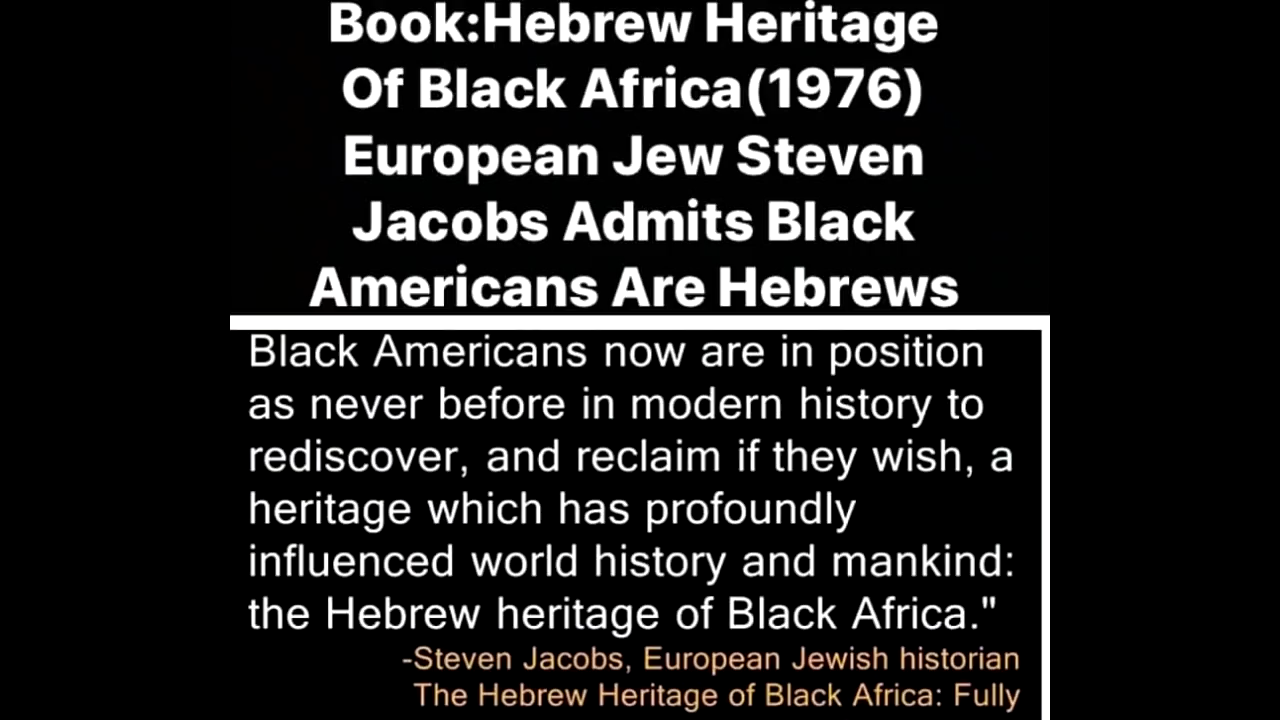 Book:Hebrew Heritage
Of Black Africa(1976)
European Jew Steven
Jacobs Admits Black
Americans Are Hebrews
Black Americans now are in position
as never before in modern history to
rediscover, and reclaim if they wish, a
heritage which has profoundly
influenced world history and mankind:
the Hebrew heritage of Black Africa."
-Steven Jacobs, European Jewish historian
The Hebrew Heritage of Black Africa: Fully